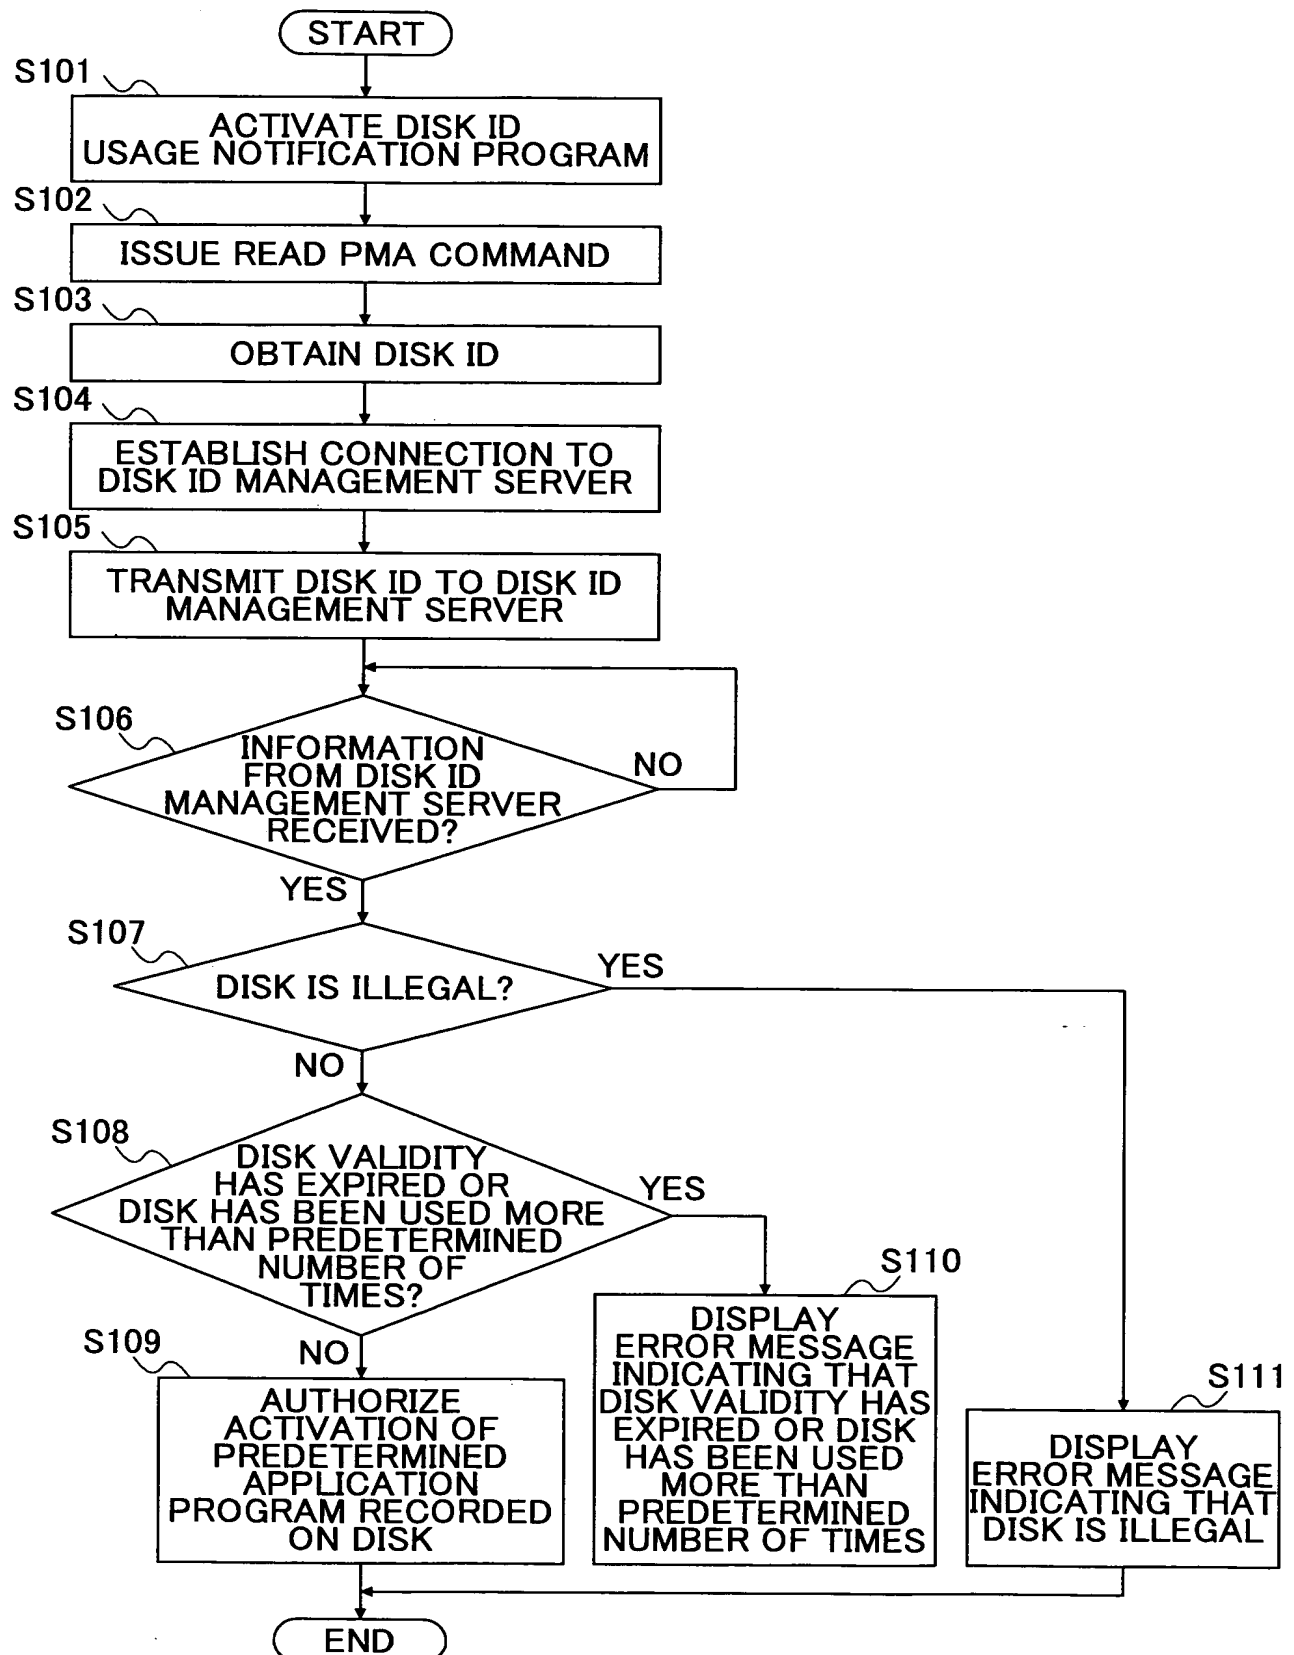 START
S101
ACTIVATE DISK ID
USAGE NOTIFICATION PROGRAM
S102
ISSUE READ PMA COMMAND
S103
OBTAIN DISK ID
S104
ESTABLISH CONNECTION TO
DISK ID MANAGEMENT SERVER
S105
TRANSMIT DISK ID TO DISK ID
MANAGEMENT SERVER
S106
INFORMATION
FROM DISK ID
MANAGEMENT SERVER
RECEIVED?
NO
YES
S107
DISK IS ILLEGAL?
YES
NO
S108
DISK VALIDITY
HAS EXPIRED OR
DISK HAS BEEN USED MORE
THAN PREDETERMINED
NUMBER OF
TIMES?
YES
NO
S109
AUTHORIZE
ACTIVATION OF
PREDETERMINED
APPLICATION
PROGRAM RECORDED
ON DISK
S110
DISPLAY
ERROR MESSAGE
INDICATING THAT
DISK VALIDITY HAS
EXPIRED OR DISK
HAS BEEN USED
MORE THAN
PREDETERMINED
NUMBER OF TIMES
S111
DISPLAY
ERROR MESSAGE
INDICATING THAT
DISK IS ILLEGAL
END